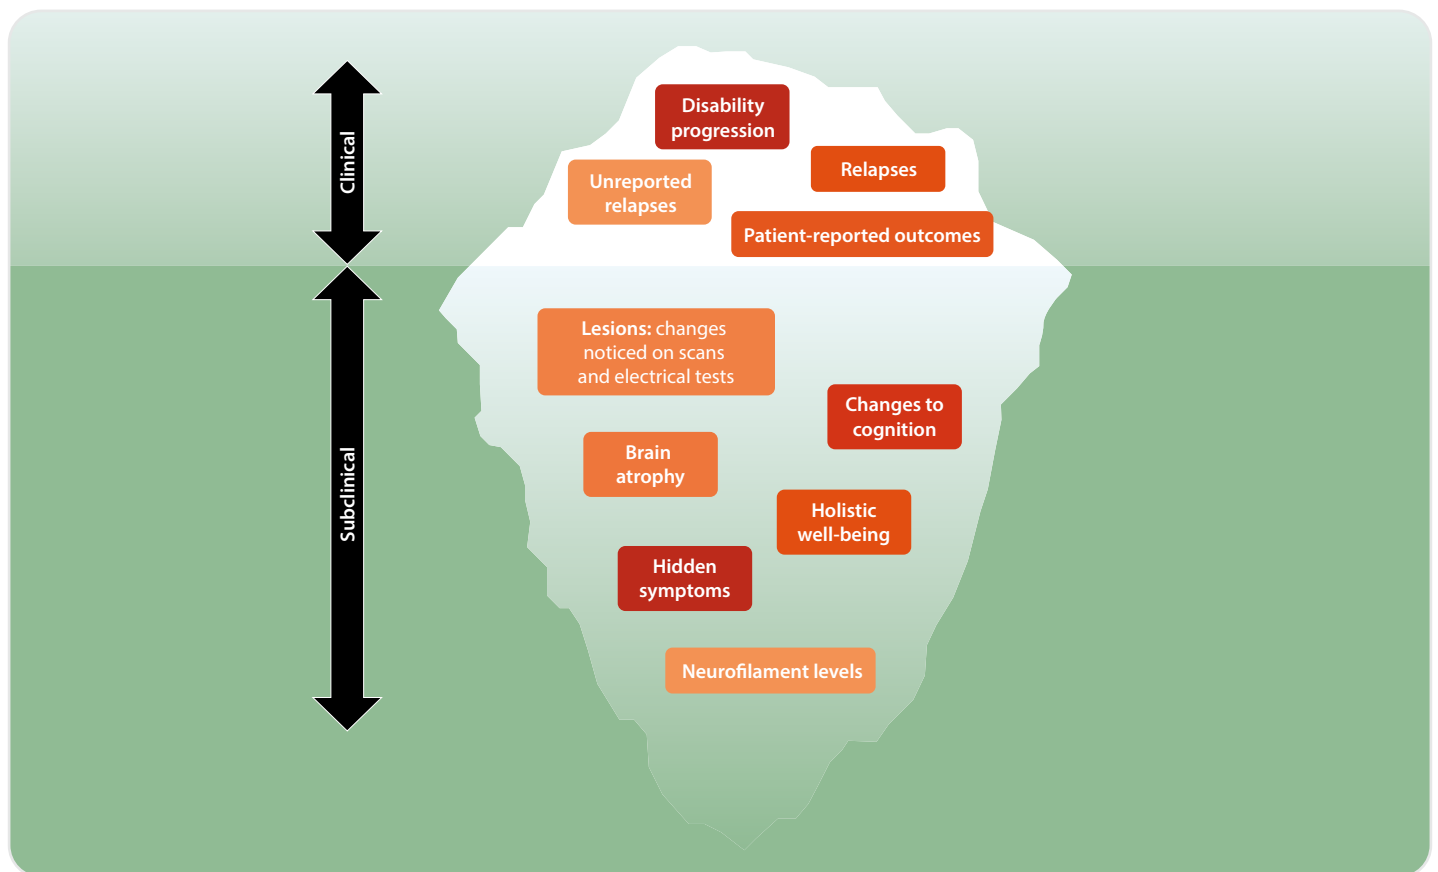 Clinical
Disability
progression
Relapses
Unreported
relapses
Patient-reported outcomes
Subclinical
Lesions: changes
noticed on scans
and electrical tests
Changes to
cognition
Brain
atrophy
Holistic
well-being
Hidden
symptoms
Neurofilament levels